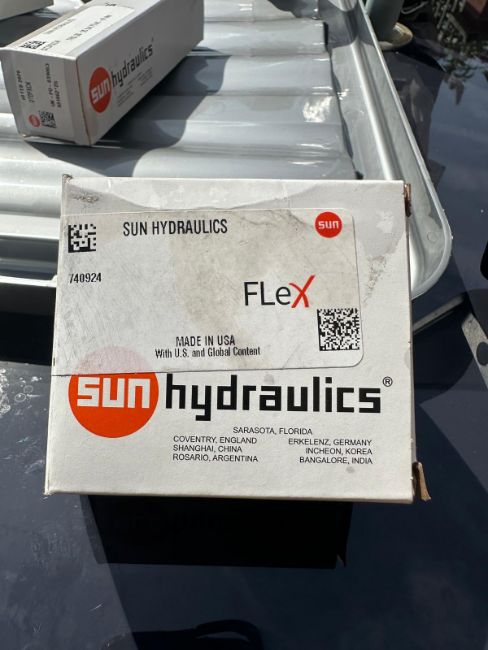 sun hydraulics
SUN HYDRAULICS
sun
740924
FLeX
MADE IN USA
With U.S. and Global Content
sun hydraulics®
SARASOTA, FLORIDA
COVENTRY, ENGLAND ERKELENZ, GERMANY
SHANGHAI, CHINA INCHEON, KOREA
ROSARIO, ARGENTINA BANGALORE, INDIA